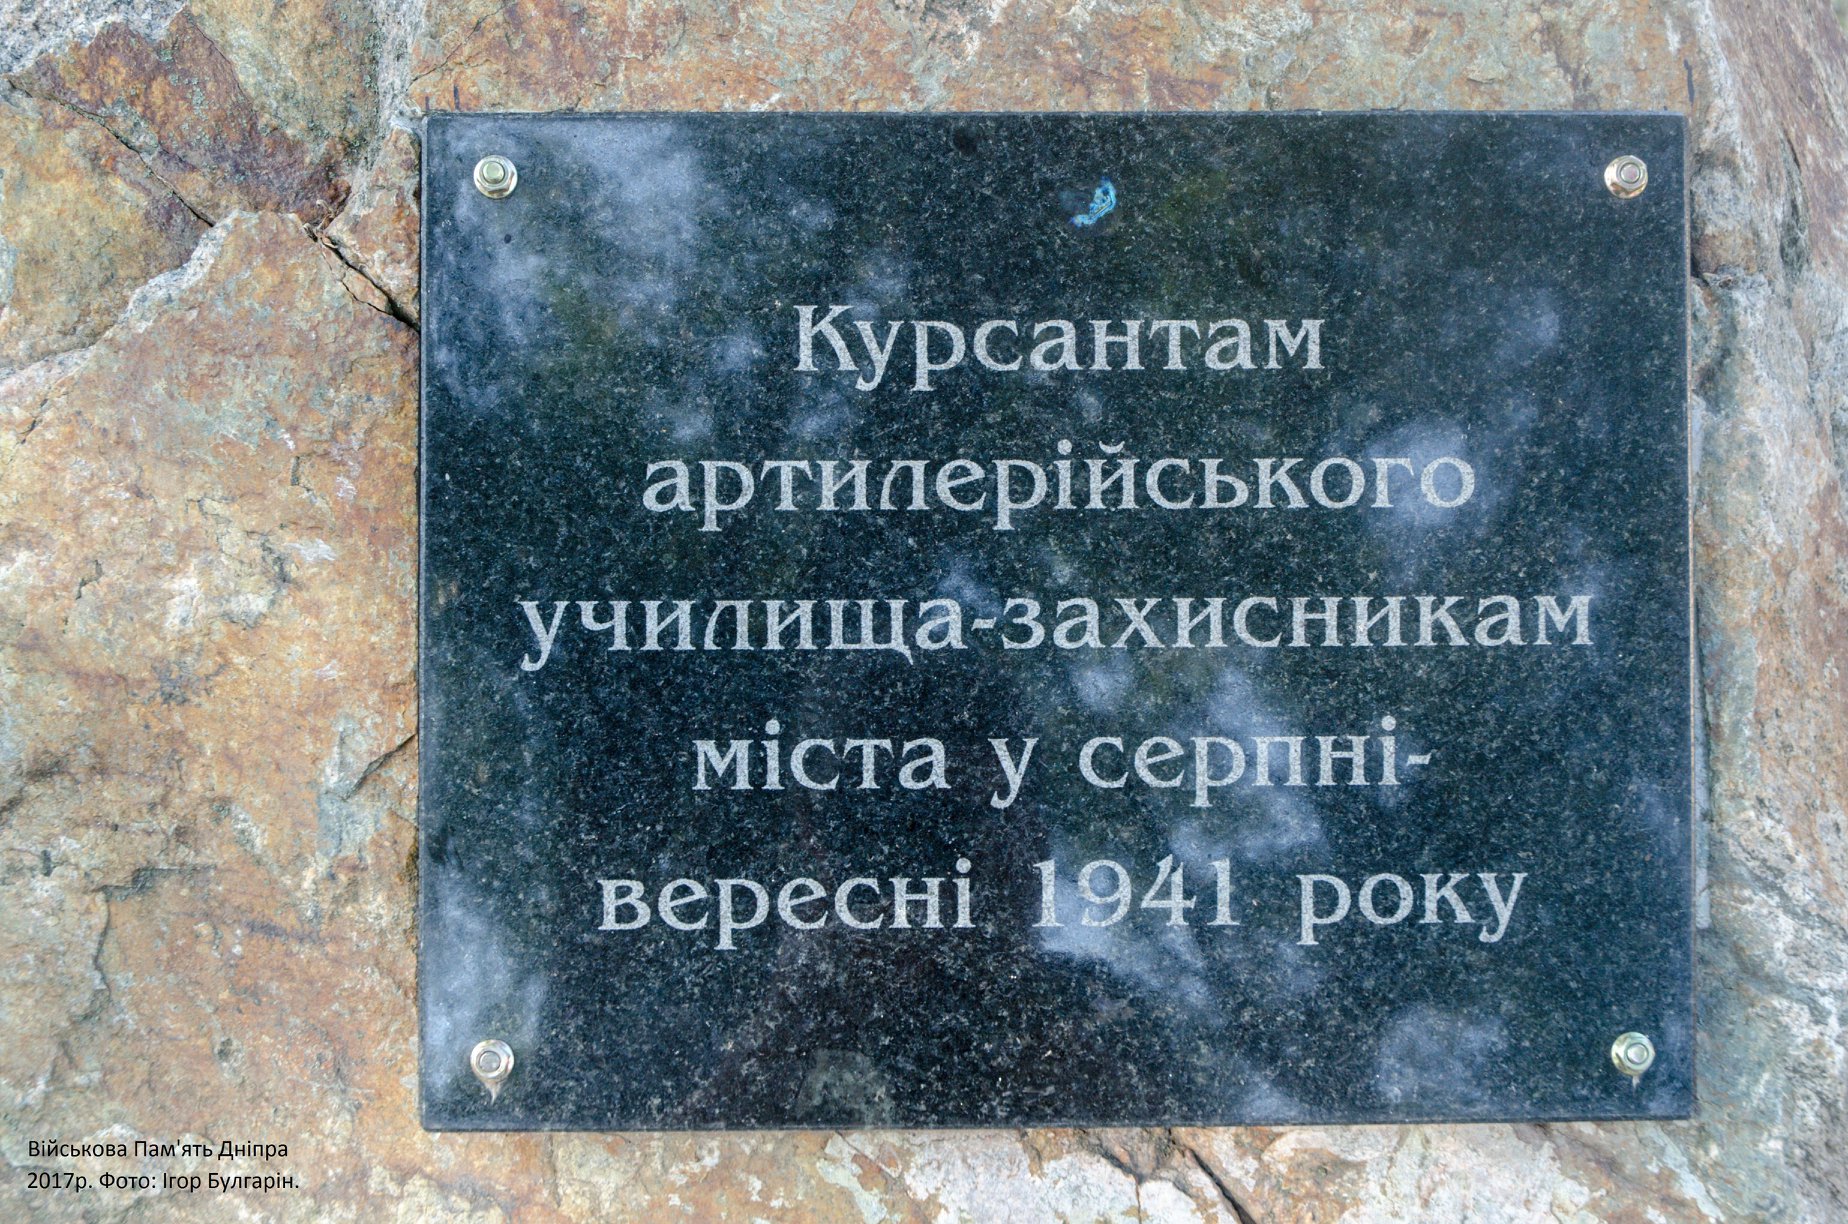 Курсантам
артилерійського
училища-захисникам
міста у серпні-
вересні 1941 року
Військова Пам'ять Дніпра
2017р. Фото: Ігор Булгарін.